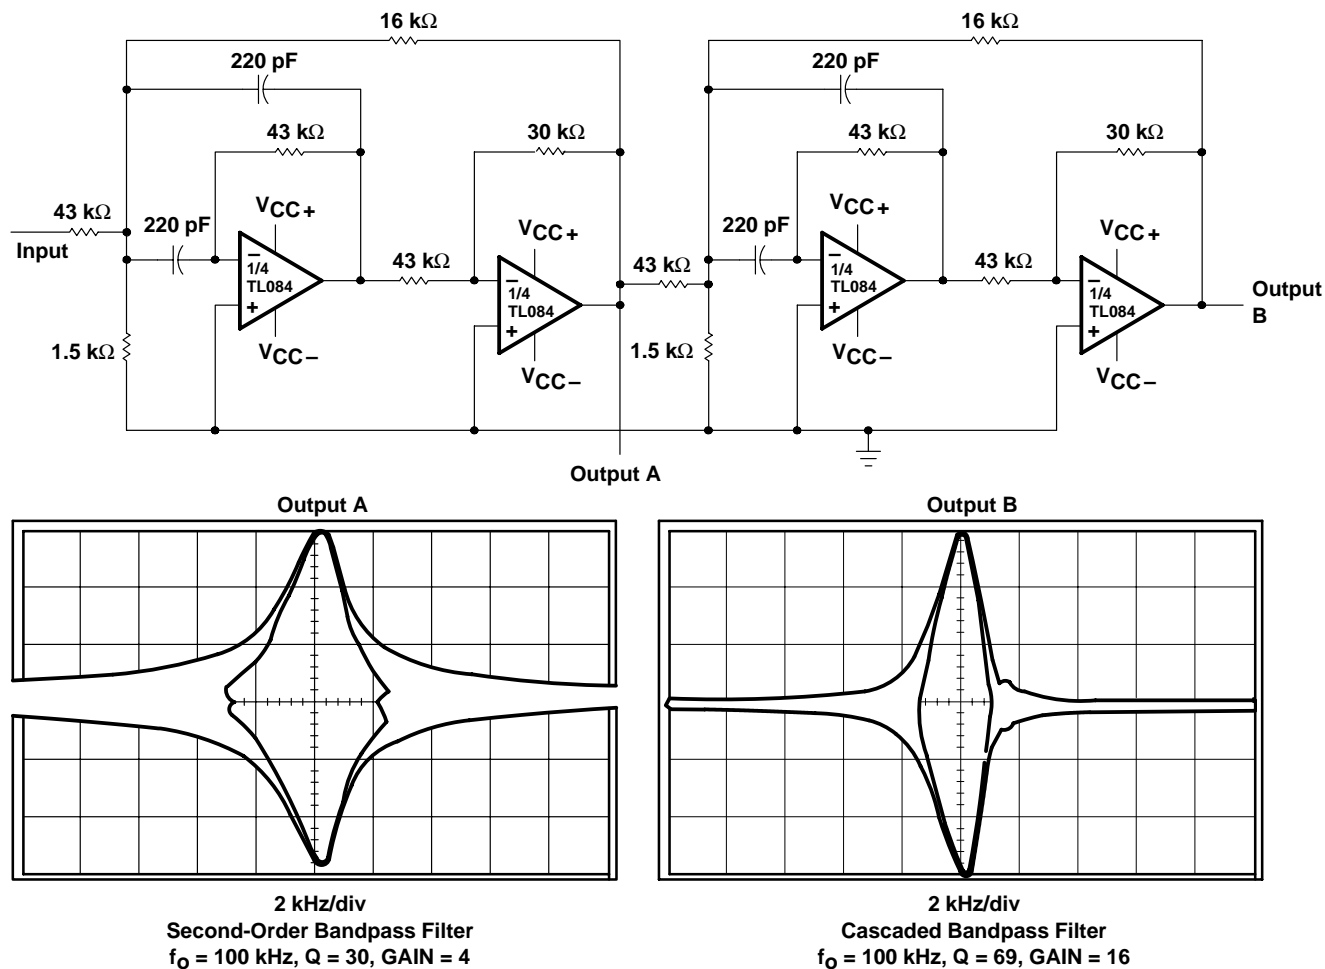 16 kΩ
16 kΩ
220 pF
220 pF
43 kΩ
30 kΩ
43 kΩ
30 kΩ
43 kΩ
Input
220 pF
VCC+
– 1/4 TL084 +
VCC–
43 kΩ
VCC+
– 1/4 TL084 +
VCC–
1.5 kΩ
43 kΩ
220 pF
VCC+
– 1/4 TL084 +
VCC–
43 kΩ
VCC+
– 1/4 TL084 +
VCC–
1.5 kΩ
Output
B
Output A
Output A
Output B
2 kHz/div
Second-Order Bandpass Filter
fo = 100 kHz, Q = 30, GAIN = 4
2 kHz/div
Cascaded Bandpass Filter
fo = 100 kHz, Q = 69, GAIN = 16